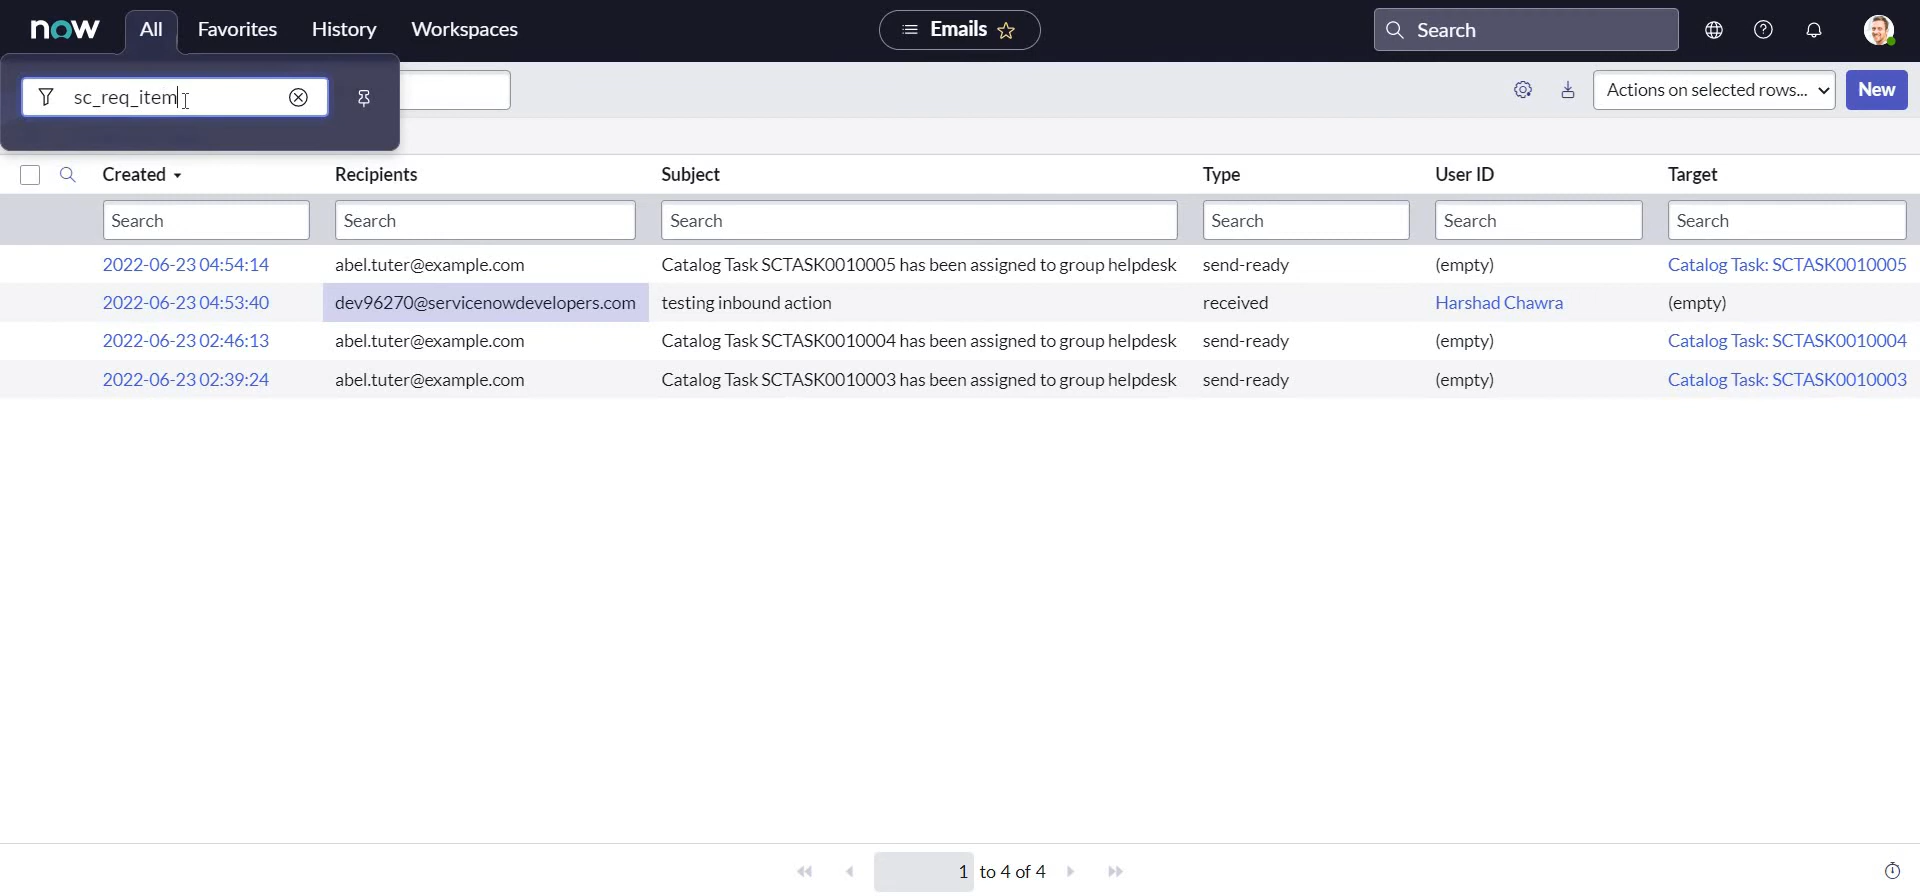 now All Favorites History Workspaces Emails Search
sc_req_item Actions on selected rows... New
Created Recipients Subject Type User ID Target
Search Search Search Search Search Search
2022-06-23 04:54:14 abel.tuter@example.com Catalog Task SCTASK0010005 has been assigned to group helpdesk send-ready (empty) Catalog Task: SCTASK0010005
2022-06-23 04:53:40 dev96270@servicenowdevelopers.com testing inbound action received Harshad Chawra (empty)
2022-06-23 02:46:13 abel.tuter@example.com Catalog Task SCTASK0010004 has been assigned to group helpdesk send-ready (empty) Catalog Task: SCTASK0010004
2022-06-23 02:39:24 abel.tuter@example.com Catalog Task SCTASK0010003 has been assigned to group helpdesk send-ready (empty) Catalog Task: SCTASK0010003
1 to 4 of 4